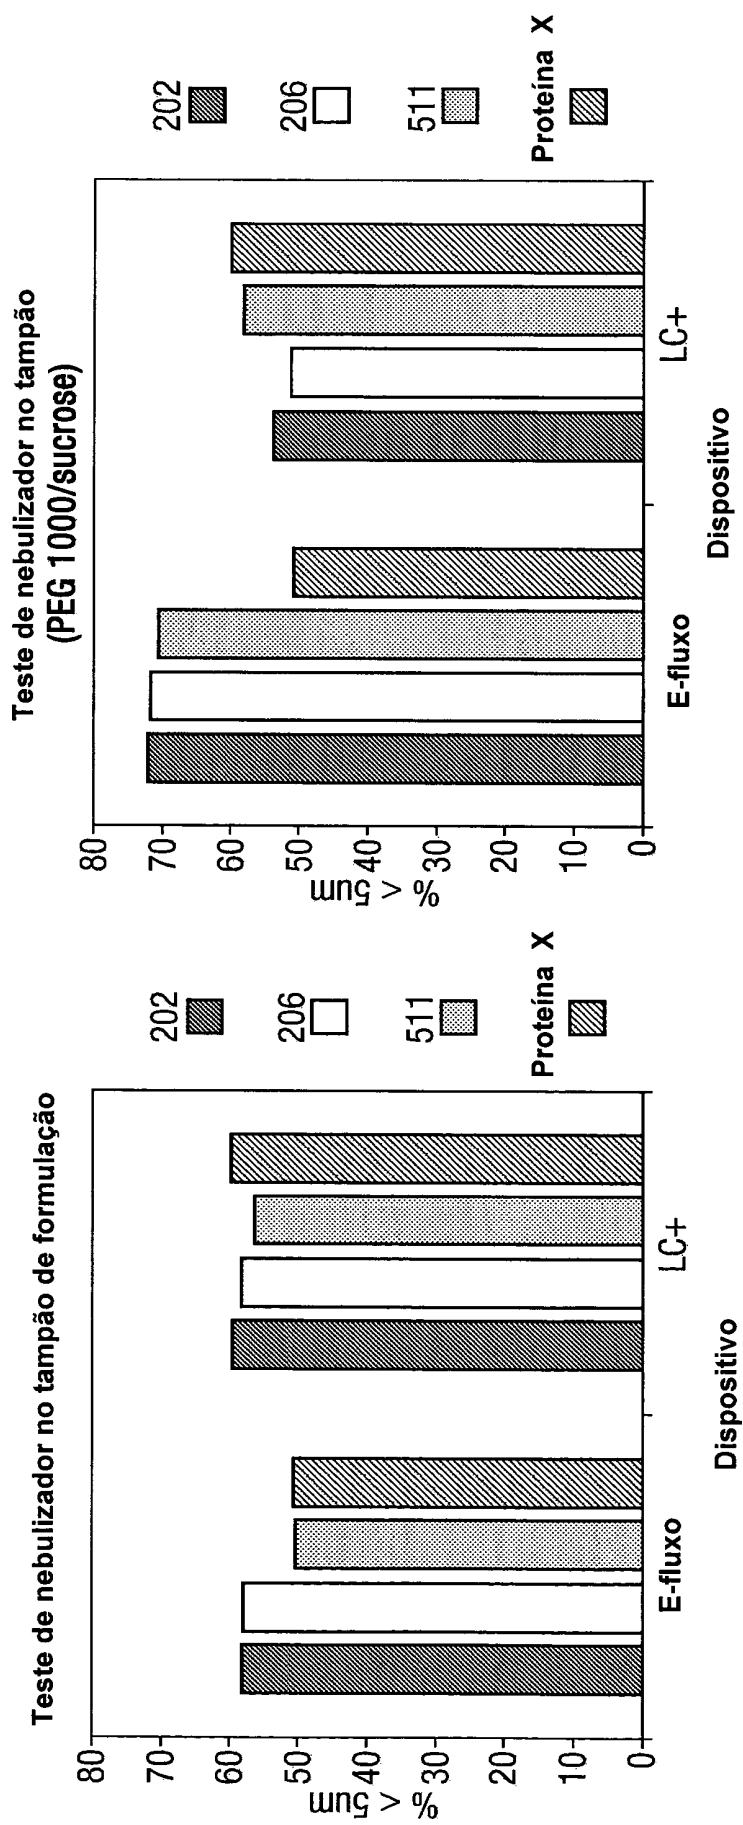 Teste de nebulizador no tampão de formulação
% < 5um
80
70
60
50
40
30
20
10
0
E-fluxo
LC+
Dispositivo
202
206
511
Proteína X
Teste de nebulizador no tampão
(PEG 1000/sucrose)
% < 5um
80
70
60
50
40
30
20
10
0
E-fluxo
LC+
Dispositivo
202
206
511
Proteína X